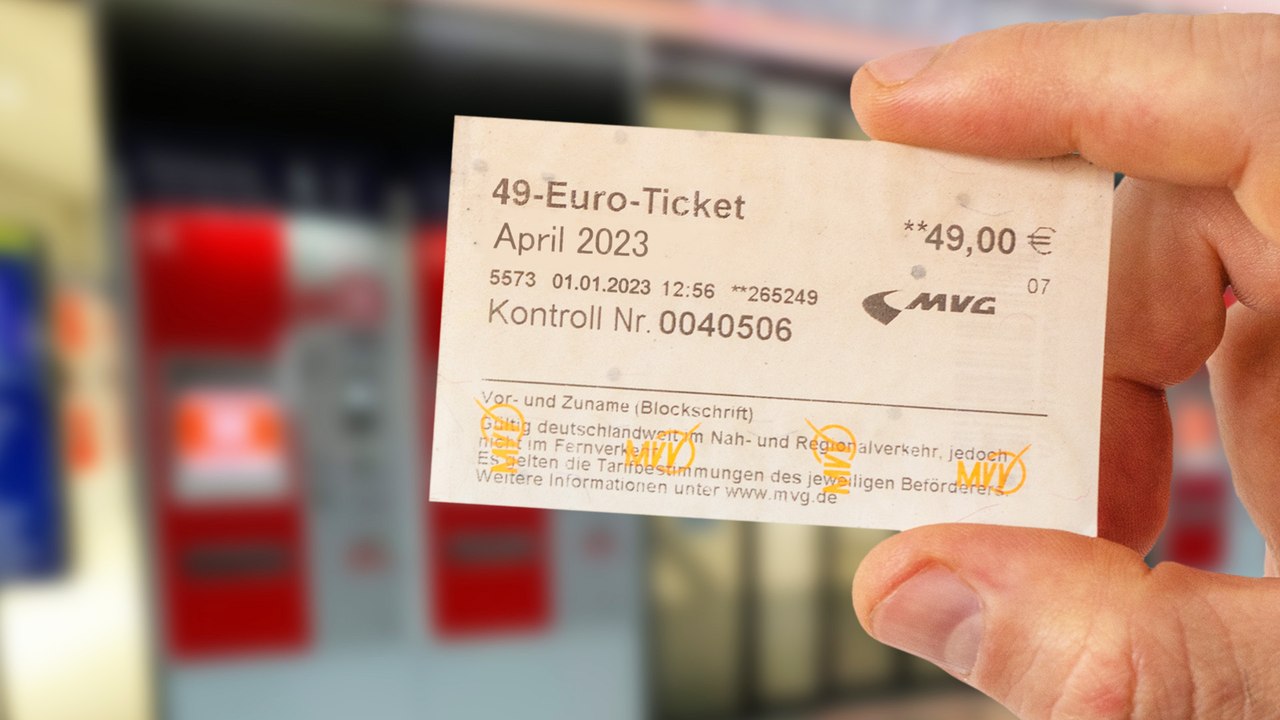 49-Euro-Ticket
April 2023
**49,00 €
5573 01.01.2023 12:56 **265249
07
MVG
Kontroll Nr. 0040506
Vor- und Zuname (Blockschrift)
Gültig deutschlandweit im Nah- und Regionalverkehr, jedoch
nicht im Fernverkehr.
Es gelten die Tarifbestimmungen des jeweiligen Beförderers.
Weitere Informationen unter www.mvg.de
MVV
MVV
MVV
MVV